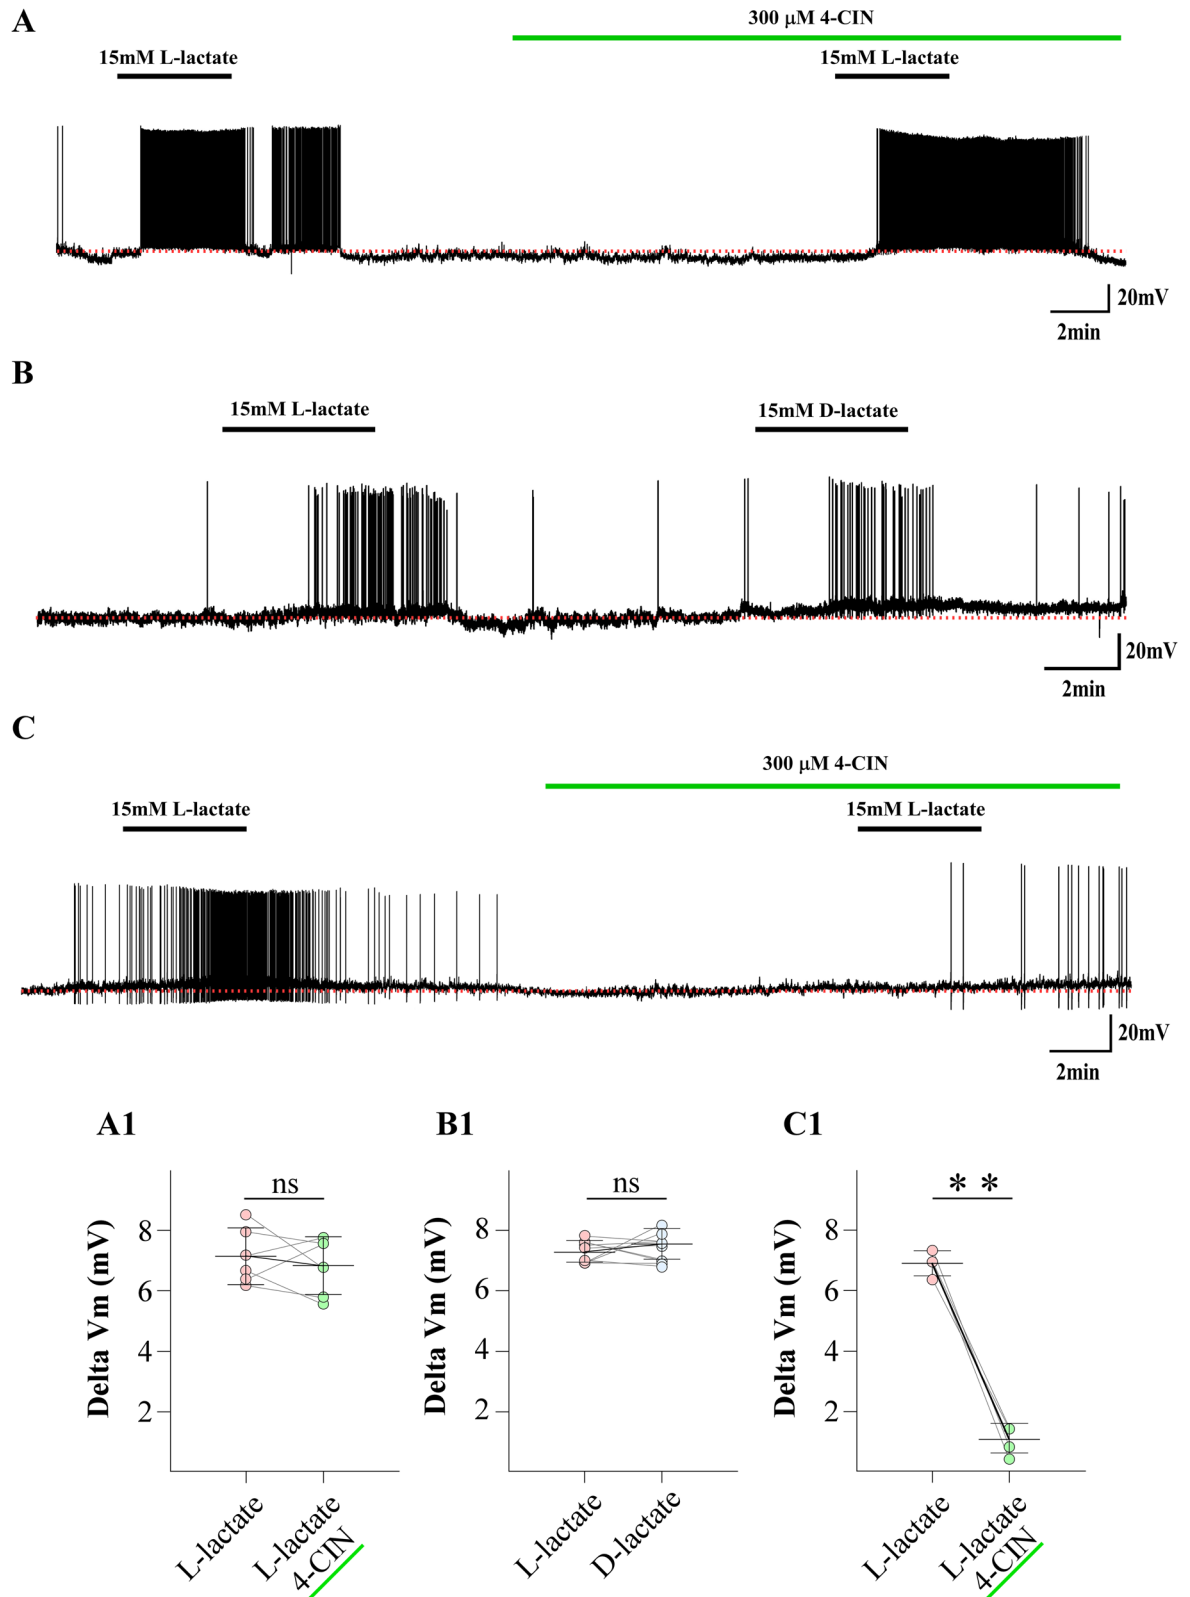 A
300 μM 4-CIN
15mM L-lactate
15mM L-lactate
20mV
2min
B
15mM L-lactate
15mM D-lactate
20mV
2min
C
300 μM 4-CIN
15mM L-lactate
15mM L-lactate
20mV
2min
A1
B1
C1
ns
ns
* *
8
6
4
2
Delta Vm (mV)
L-lactate
L-lactate
4-CIN
8
6
4
2
Delta Vm (mV)
L-lactate
D-lactate
8
6
4
2
Delta Vm (mV)
L-lactate
L-lactate
4-CIN